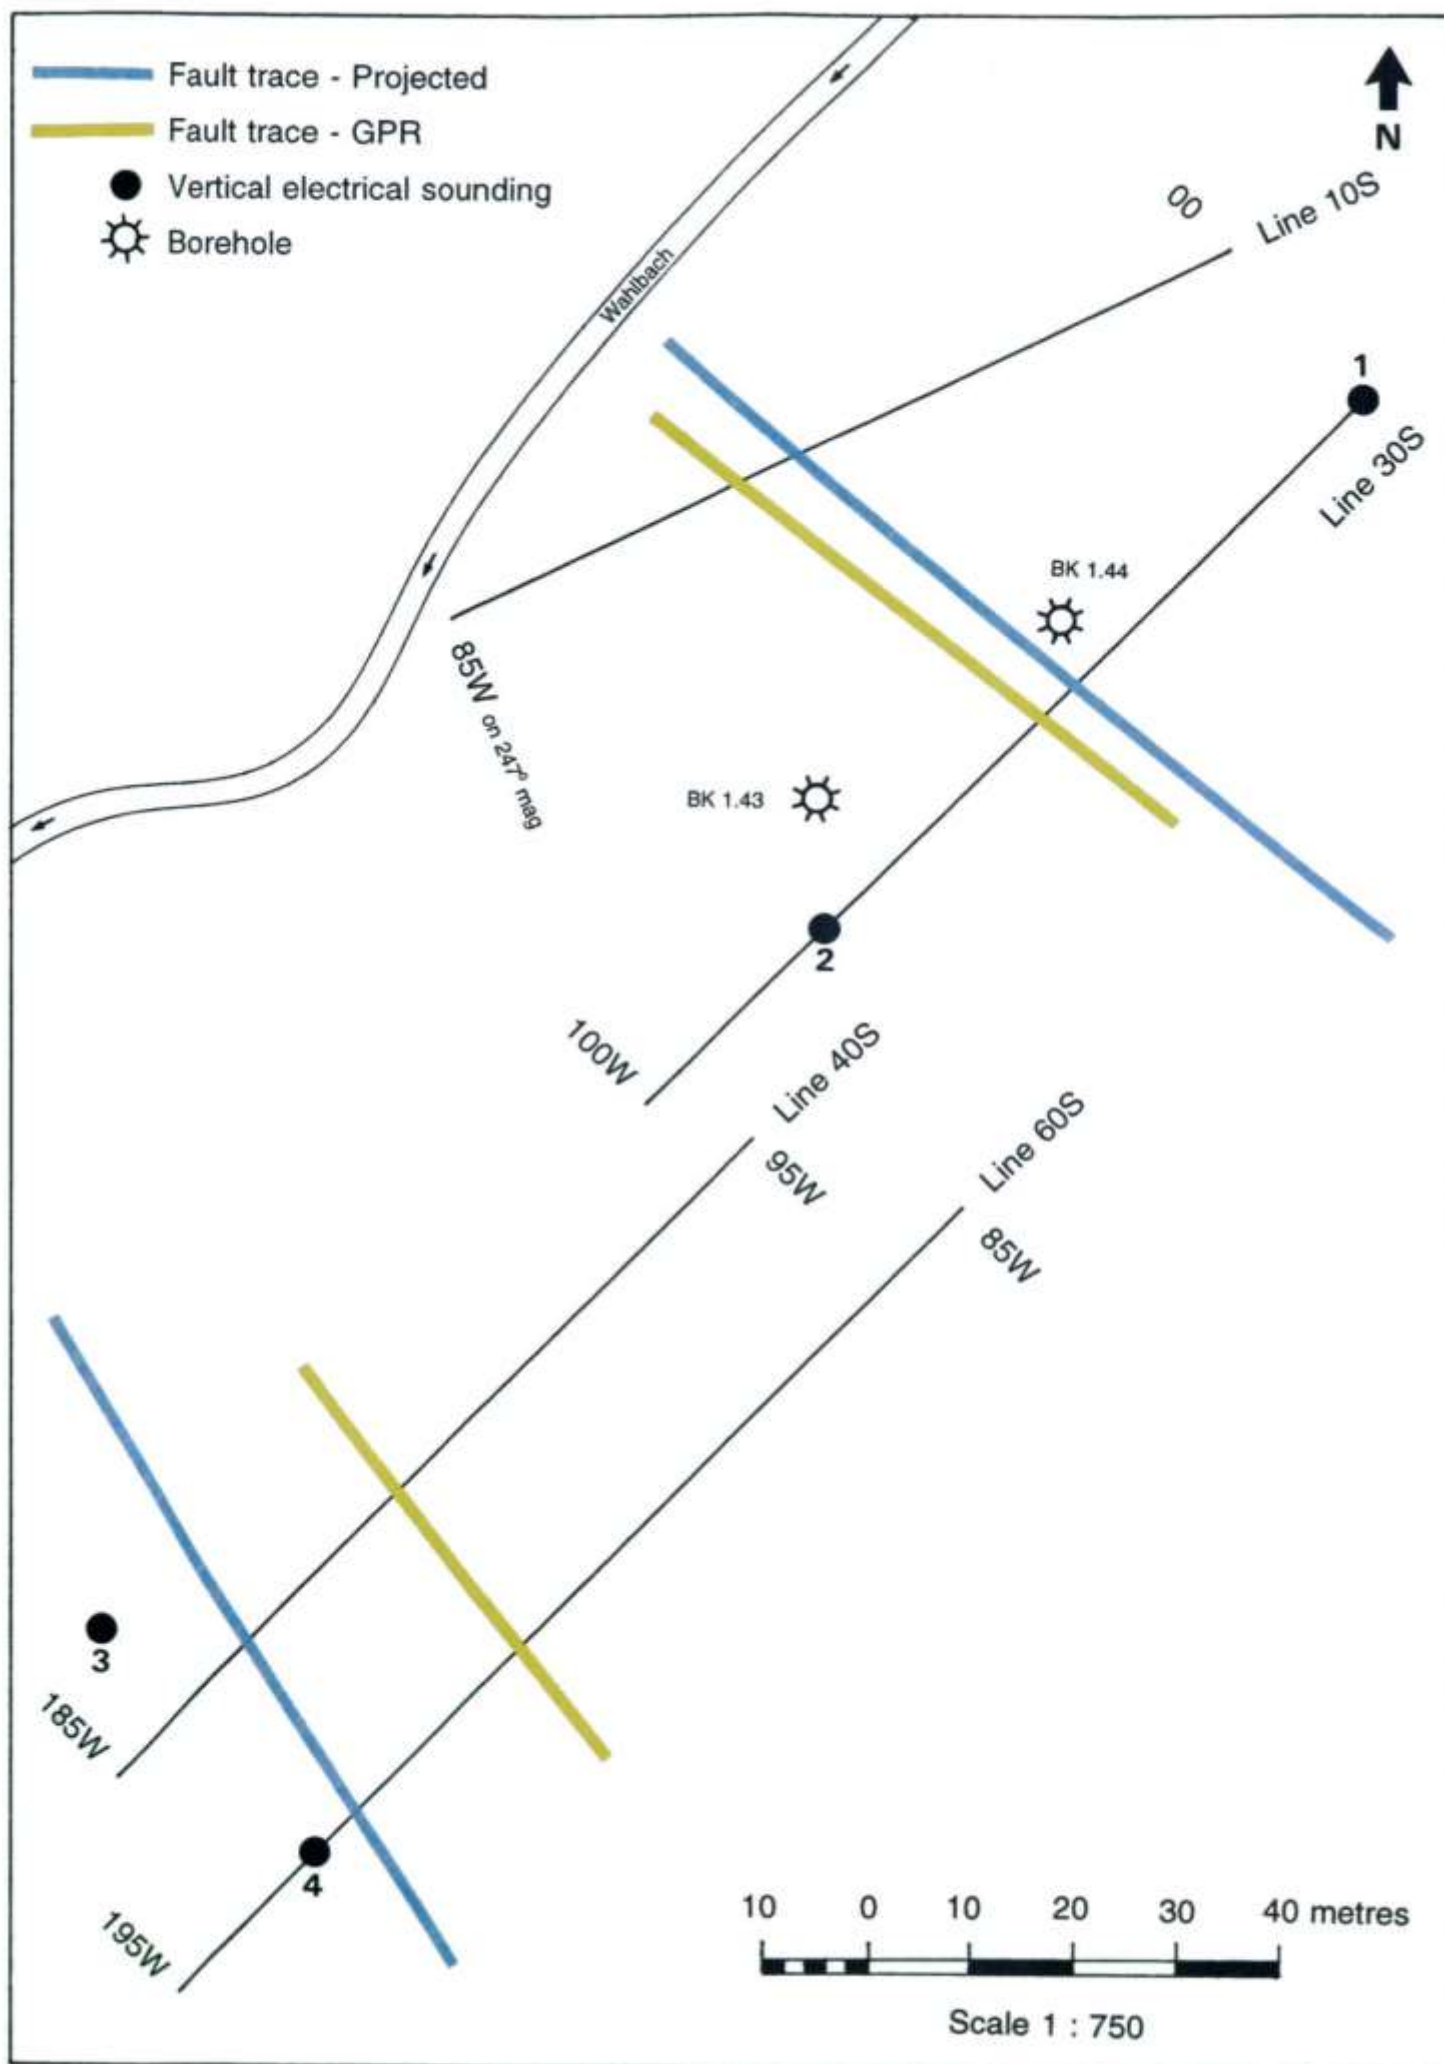 Fault trace - Projected
Fault trace - GPR
Vertical electrical sounding
Borehole
N
Wahlbach
00
Line 10S
1
Line 30S
BK 1.44
85W on 247º mag
BK 1.43
2
100W
Line 40S
95W
Line 60S
85W
3
185W
4
195W
10 0 10 20 30 40 metres
Scale 1 : 750